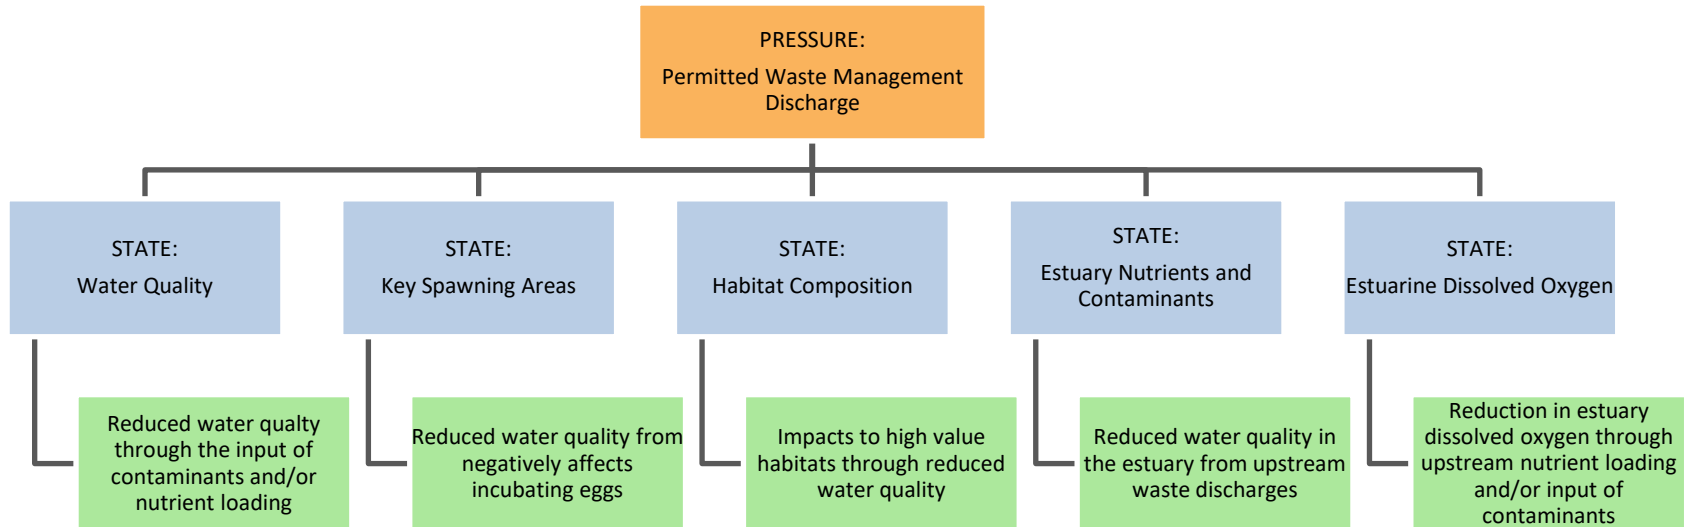 PRESSURE:
Permitted Waste Management
Discharge
STATE:
Water Quality
STATE:
Key Spawning Areas
STATE:
Habitat Composition
STATE:
Estuary Nutrients and
Contaminants
STATE:
Estuarine Dissolved Oxygen
Reduced water qualty
through the input of
contaminants and/or
nutrient loading
Reduced water quality from
negatively affects
incubating eggs
Impacts to high value
habitats through reduced
water quality
Reduced water quality in
the estuary from upstream
waste discharges
Reduction in estuary
dissolved oxygen through
upstream nutrient loading
and/or input of
contaminants